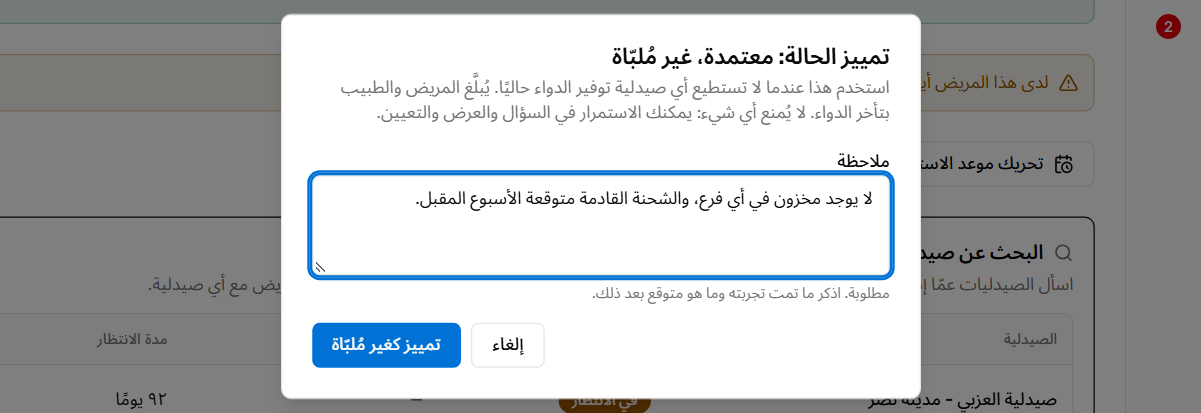 2
تمييز الحالة: معتمدة، غير مُلبّاة
استخدم هذا عندما لا تستطيع أي صيدلية توفير الدواء حاليًا. يُبلَّغ المريض والطبيب
بتأخر الدواء. لا يُمنع أي شيء: يمكنك الاستمرار في السؤال والعرض والتعيين.
ملاحظة
لا يوجد مخزون في أي فرع، والشحنة القادمة متوقعة الأسبوع المقبل.
مطلوبة. اذكر ما تمت تجربته وما هو متوقع بعد ذلك.
إلغاء
تمييز كغير مُلبّاة
لدى هذا المريض
تحريك موعد
البحث عن
اسأل الصيدليات عمّا
يض مع أي صيدلية.
الصيدلية
مدة الانتظار
صيدلية العزبي - مدينة نصر
في الانتظار
—
٩٢ يومًا